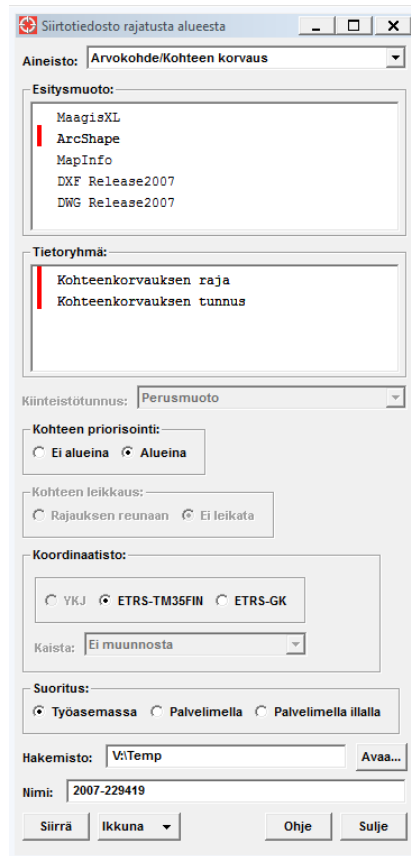 Siirtotiedosto rajatusta alueesta
Aineisto: Arvokohde/Kohteen korvaus
Esitysmuoto:
MaagisXL
ArcShape
MapInfo
DXF Release2007
DWG Release2007
Tietoryhmä:
Kohteenkorvauksen raja
Kohteenkorvauksen tunnus
Kiinteistötunnus: Perusmuoto
Kohteen priorisointi:
Ei alueina Alueina
Kohteen leikkaus:
Rajauksen reunaan Ei leikata
Koordinaatisto:
YKJ ETRS-TM35FIN ETRS-GK
Kaista: Ei muunnosta
Suoritus:
Työasemassa Palvelimella Palvelimella illalla
Hakemisto: V:\Temp Avaa...
Nimi: 2007-229419
Siirrä Ikkuna Ohje Sulje